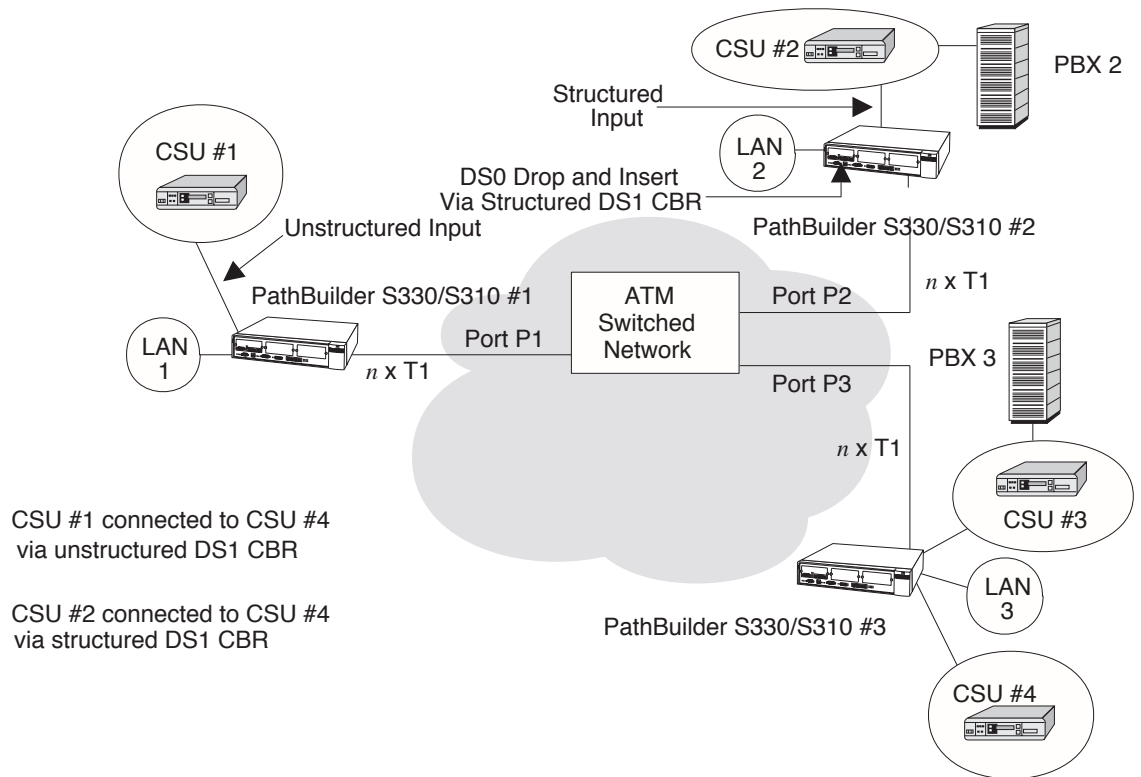 CSU #2
PBX 2
Structured
Input
LAN
2
CSU #1
DS0 Drop and Insert
Via Structured DS1 CBR
Unstructured Input
PathBuilder S330/S310 #2
PathBuilder S330/S310 #1
ATM
Switched
Network
Port P2
n x T1
LAN
1
Port P1
n x T1
Port P3
PBX 3
n x T1
CSU #3
CSU #1 connected to CSU #4
via unstructured DS1 CBR
LAN
3
CSU #2 connected to CSU #4
via structured DS1 CBR
PathBuilder S330/S310 #3
CSU #4